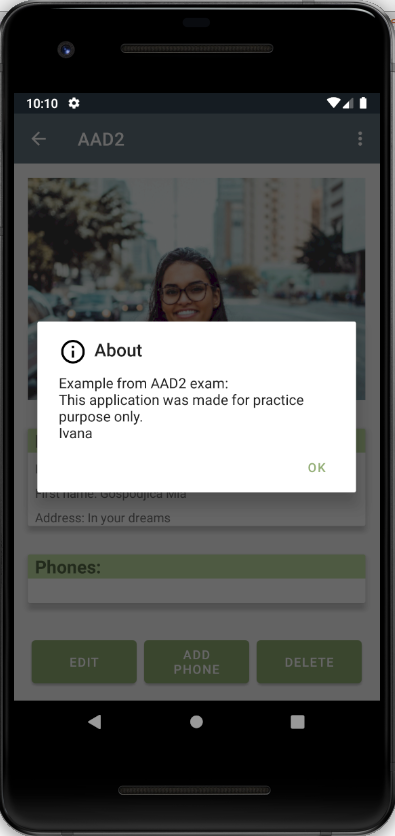 10:10
AAD2
About
Example from AAD2 exam:
This application was made for practice
purpose only.
Ivana
OK
First name: Gospodjica Mia
Address: In your dreams
Phones:
EDIT
ADD
PHONE
DELETE